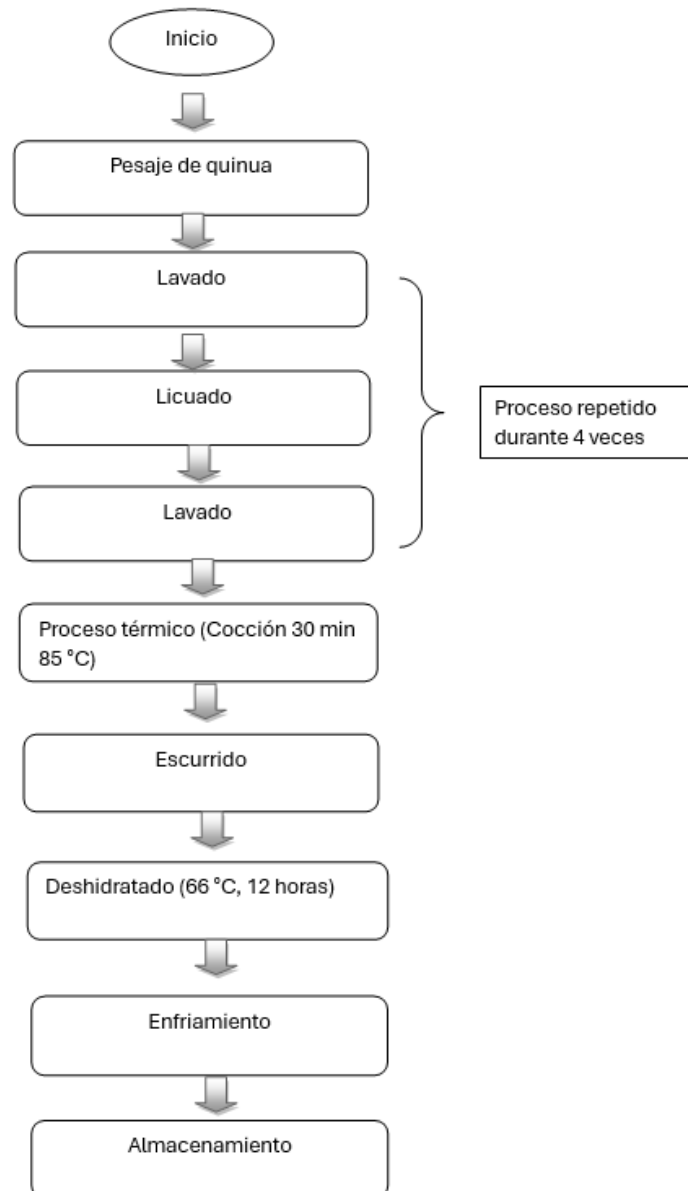 Inicio
Pesaje de quinua
Lavado
Licuado
Proceso repetido
durante 4 veces
Lavado
Proceso térmico (Cocción 30 min
85 °C)
Escurrido
Deshidratado (66 °C, 12 horas)
Enfriamiento
Almacenamiento